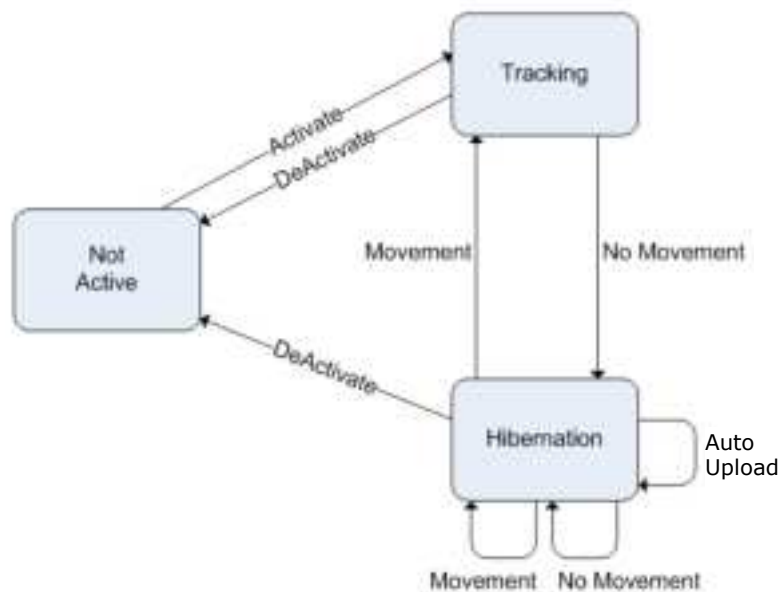 Tracking
Activate
DeActivate
Not
Active
Movement
No Movement
DeActivate
Hibernation
Auto
Upload
Movement
No Movement